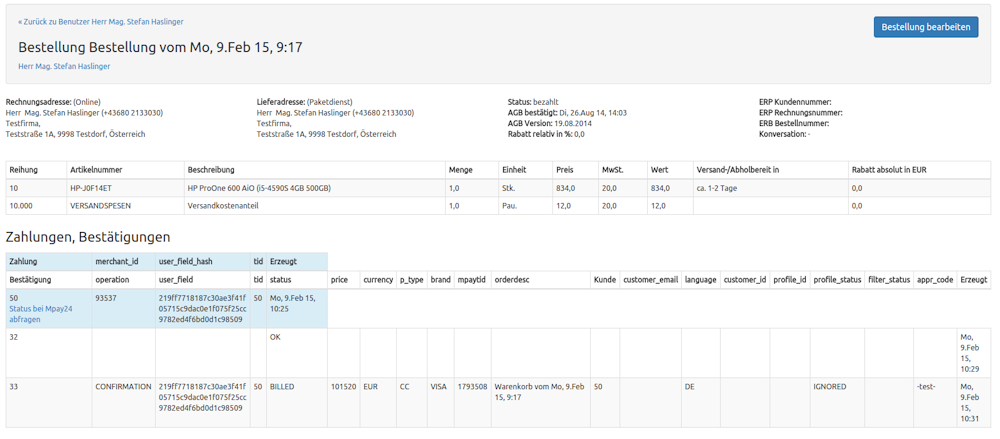 « Zurück zu Benutzer Herr Mag. Stefan Haslinger
Bestellung bearbeiten
Bestellung Bestellung vom Mo, 9.Feb 15, 9:17
Herr Mag. Stefan Haslinger
Rechnungsadresse: (Online)
Herr Mag. Stefan Haslinger (+43680 2133030)
Testfirma,
Teststraße 1A, 9998 Testdorf, Österreich
Lieferadresse: (Paketdienst)
Herr Mag. Stefan Haslinger (+43680 2133030)
Testfirma,
Teststraße 1A, 9998 Testdorf, Österreich
Status: bezahlt
AGB bestätigt: Di, 26.Aug 14, 14:03
AGB Version: 19.08.2014
Rabatt relativ in %: 0,0
ERP Kundennummer:
ERP Rechnungsnummer:
ERB Bestellnummer:
Konversation: -
Reihung Artikelnummer Beschreibung Menge Einheit Preis MwSt. Wert Versand-/Abholbereit in Rabatt absolut in EUR
10 HP-J0F14ET HP ProOne 600 AiO (i5-4590S 4GB 500GB) 1,0 Stk. 834,0 20,0 834,0 ca. 1-2 Tage 0,0
10.000 VERSANDSPESEN Versandkostenanteil 1,0 Pau. 12,0 20,0 12,0 0,0
Zahlungen, Bestätigungen
Zahlung merchant_id user_field_hash tid Erzeugt
Bestätigung operation user_field tid status price currency p_type brand mpaytid orderdesc Kunde customer_email language customer_id profile_id profile_status filter_status appr_code Erzeugt
50 93537 219ff7718187c30ae3f41f 50 Mo, 9.Feb 15,
Status bei Mpay24 05715c9dac0e1f075f25cc 10:25
abfragen 9782ed4f6bd0d1c98509
32 OK Mo,
9.Feb
15,
10:29
33 CONFIRMATION 219ff7718187c30ae3f41f 50 BILLED 101520 EUR CC VISA 1793508 Warenkorb vom Mo, 9.Feb 50 DE IGNORED -test- Mo,
05715c9dac0e1f075f25cc 15, 9:17 9.Feb
9782ed4f6bd0d1c98509 15,
10:31